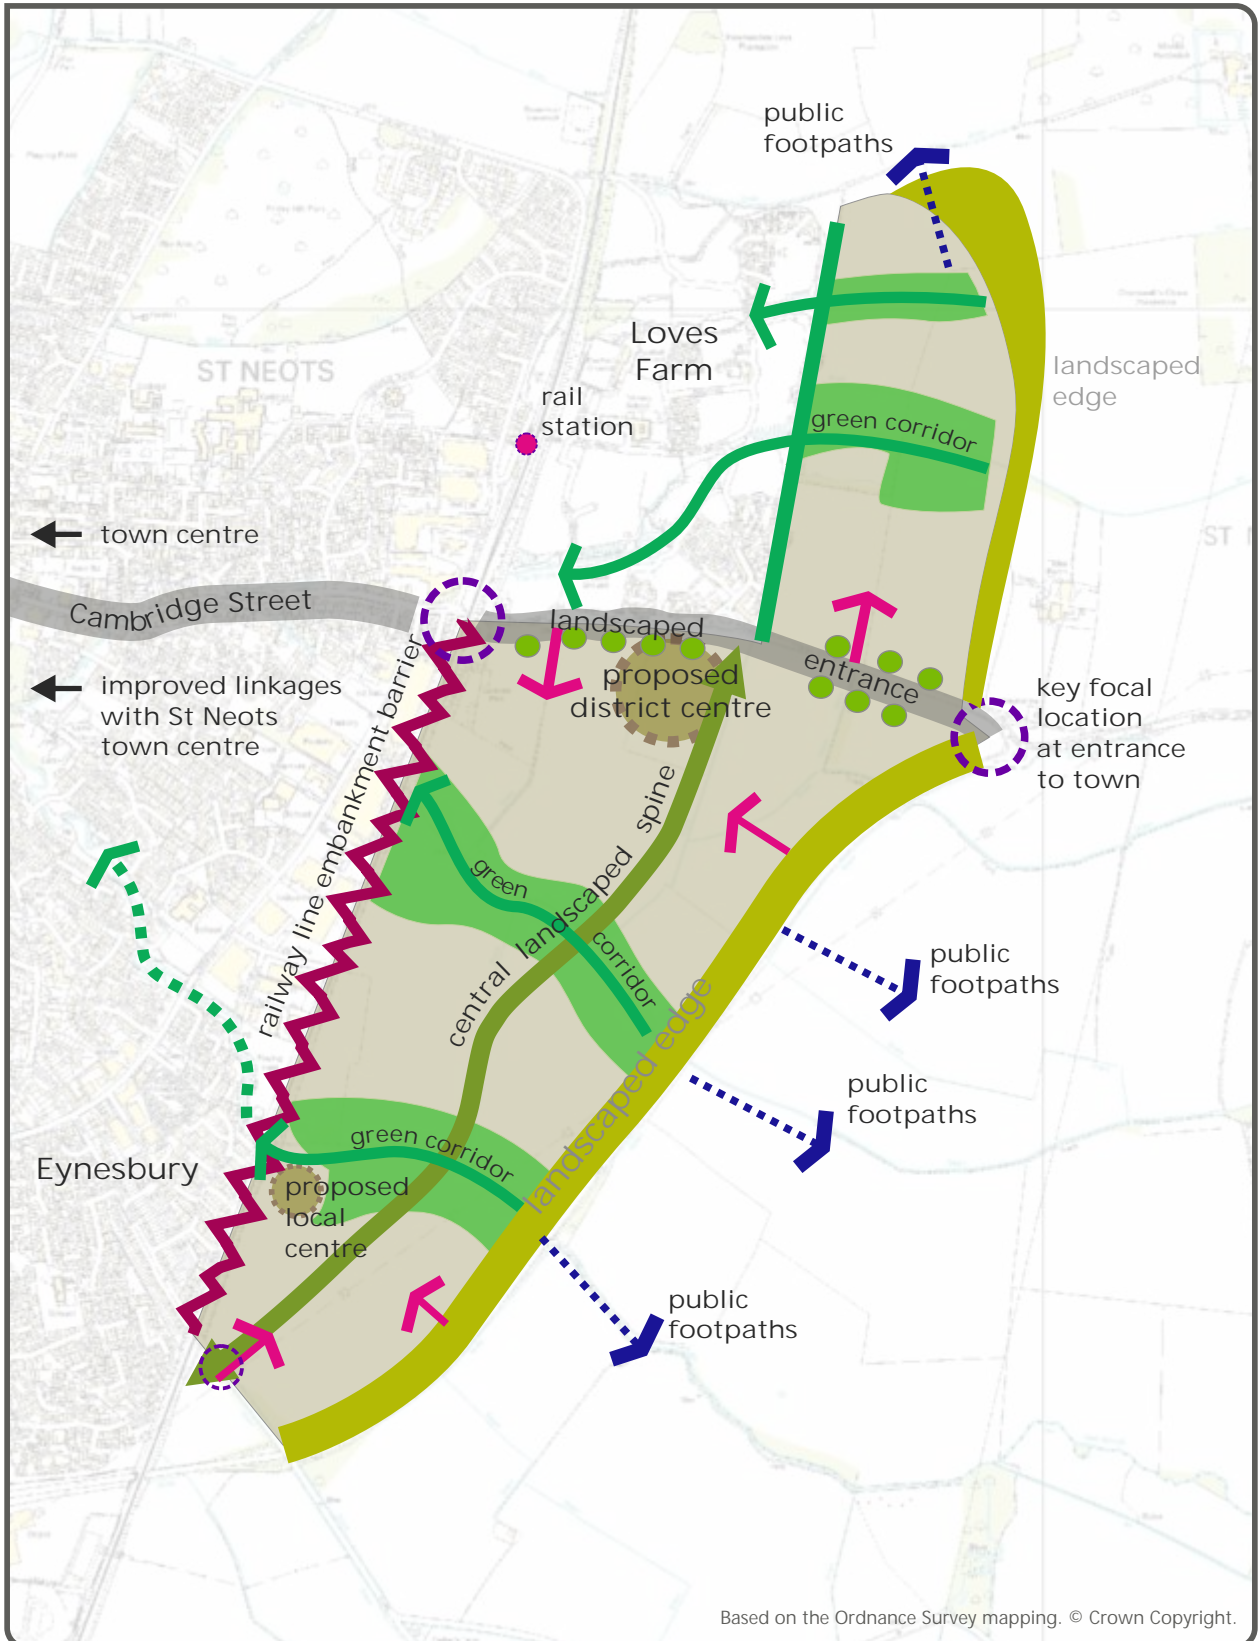 public
footpaths
Loves
Farm
landscaped
edge
ST NEOTS
rail
station
green corridor
town centre
ST N
Cambridge Street
landscaped
entrance
proposed
district centre
improved linkages
with St Neots
town centre
key focal
location
at entrance
to town
railway line embankment barrier
central landscaped spine
green
corridor
public
footpaths
landscaped edge
public
footpaths
green corridor
Eynesbury
proposed
local
centre
public
footpaths
Based on the Ordnance Survey mapping. © Crown Copyright.